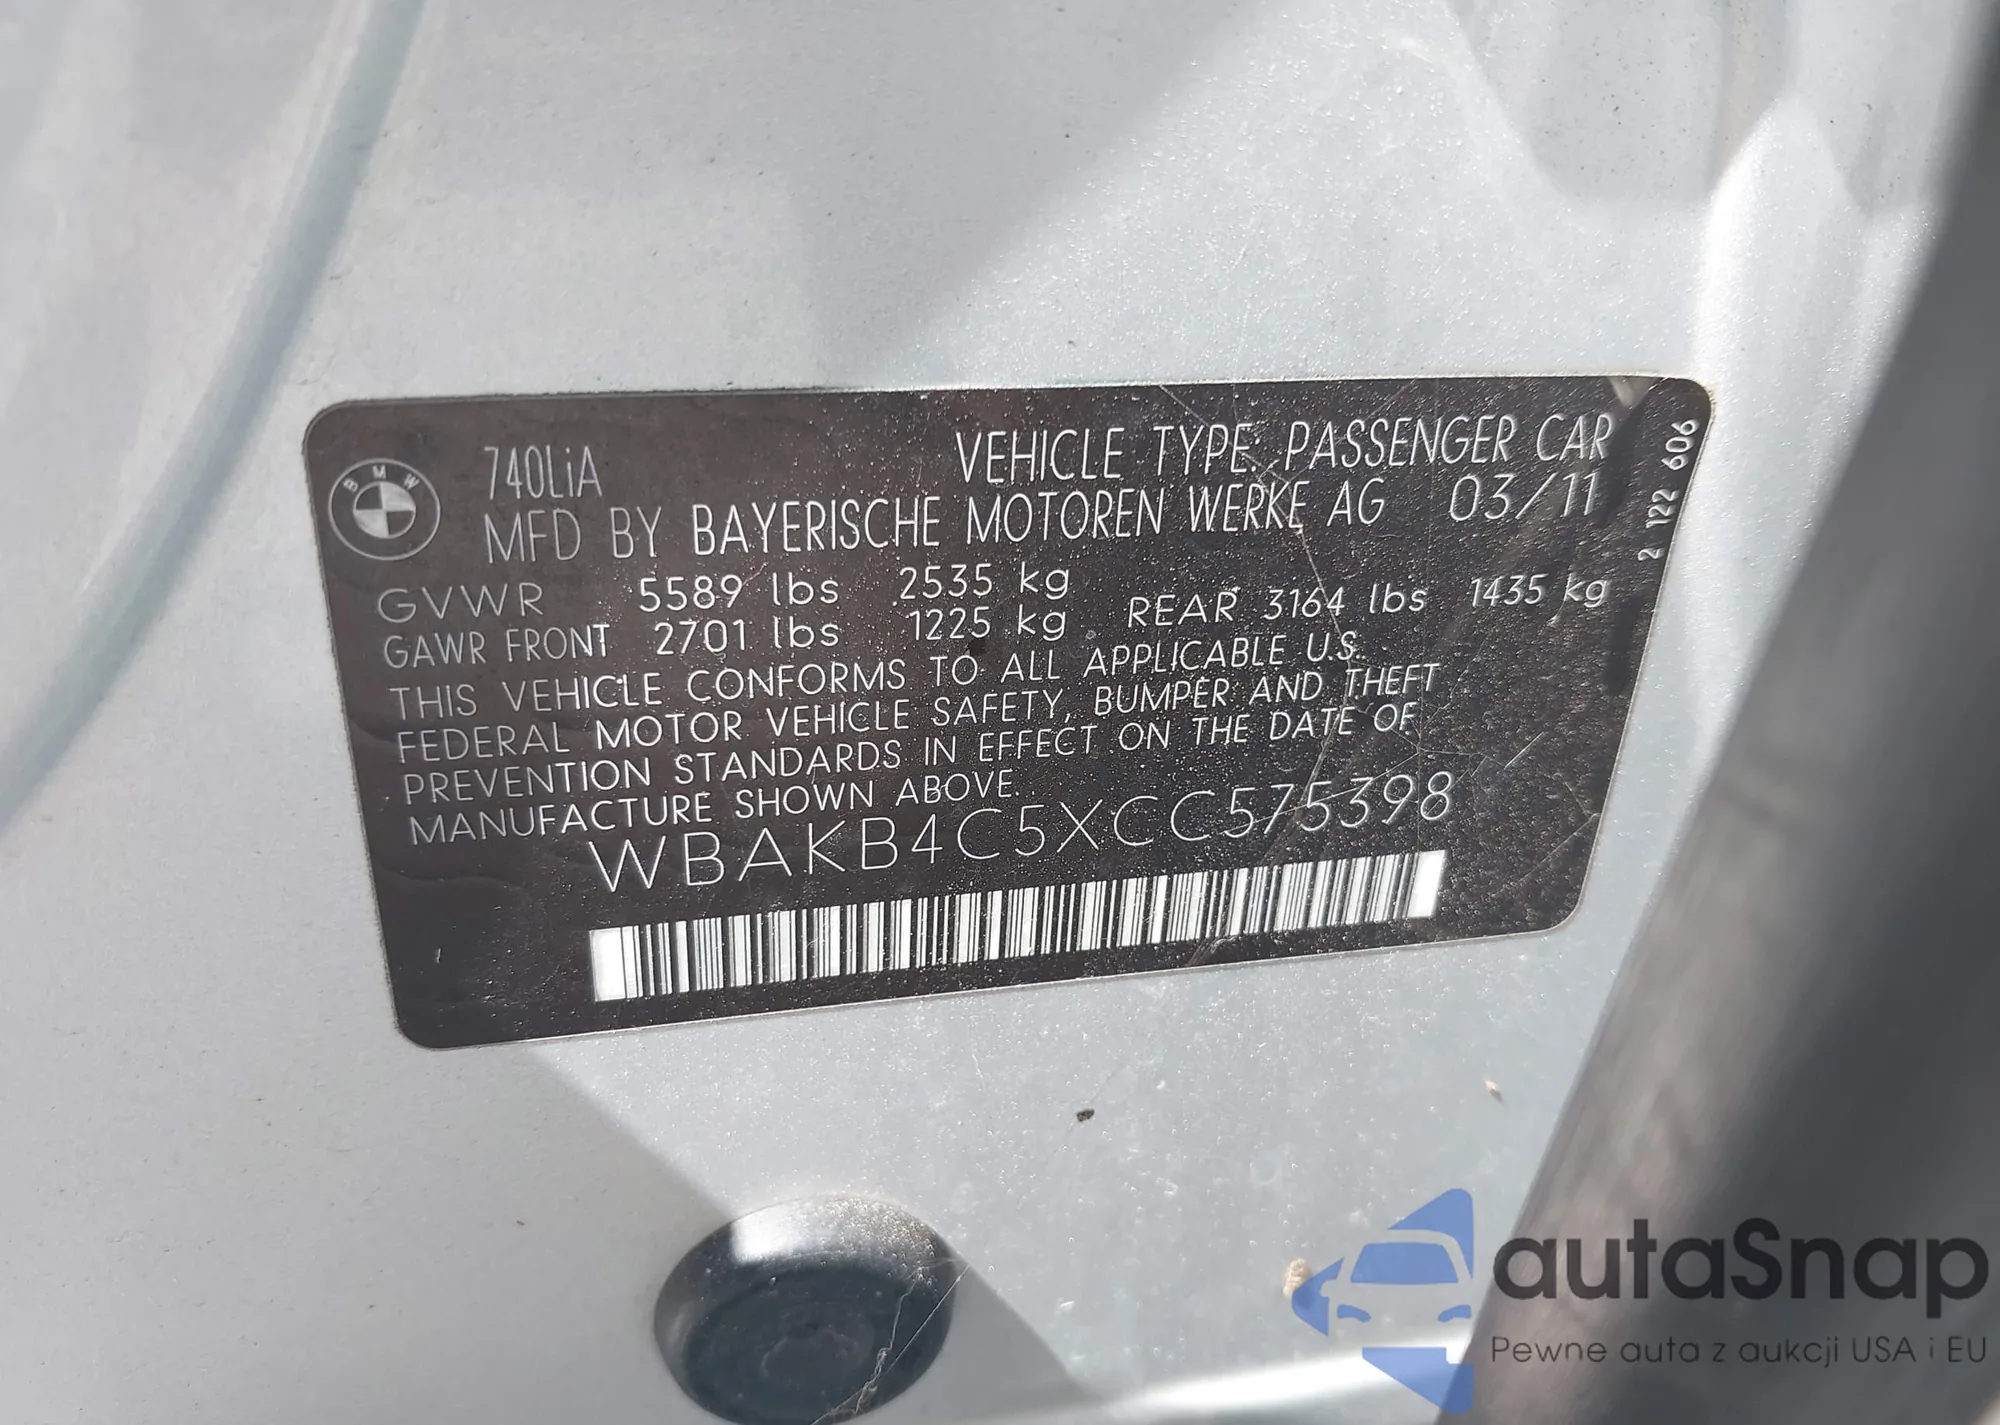 BMW
740LiA VEHICLE TYPE: PASSENGER CAR
MFD BY BAYERISCHE MOTOREN WERKE AG 03/11
GVWR 5589 lbs 2535 kg
GAWR FRONT 2701 lbs 1225 kg REAR 3164 lbs 1435 kg
THIS VEHICLE CONFORMS TO ALL APPLICABLE U.S.
FEDERAL MOTOR VEHICLE SAFETY, BUMPER AND THEFT
PREVENTION STANDARDS IN EFFECT ON THE DATE OF
MANUFACTURE SHOWN ABOVE.
WBAKB4C5XCC575398
2 122 606
autaSnap
Pewne auta z aukcji USA i EU